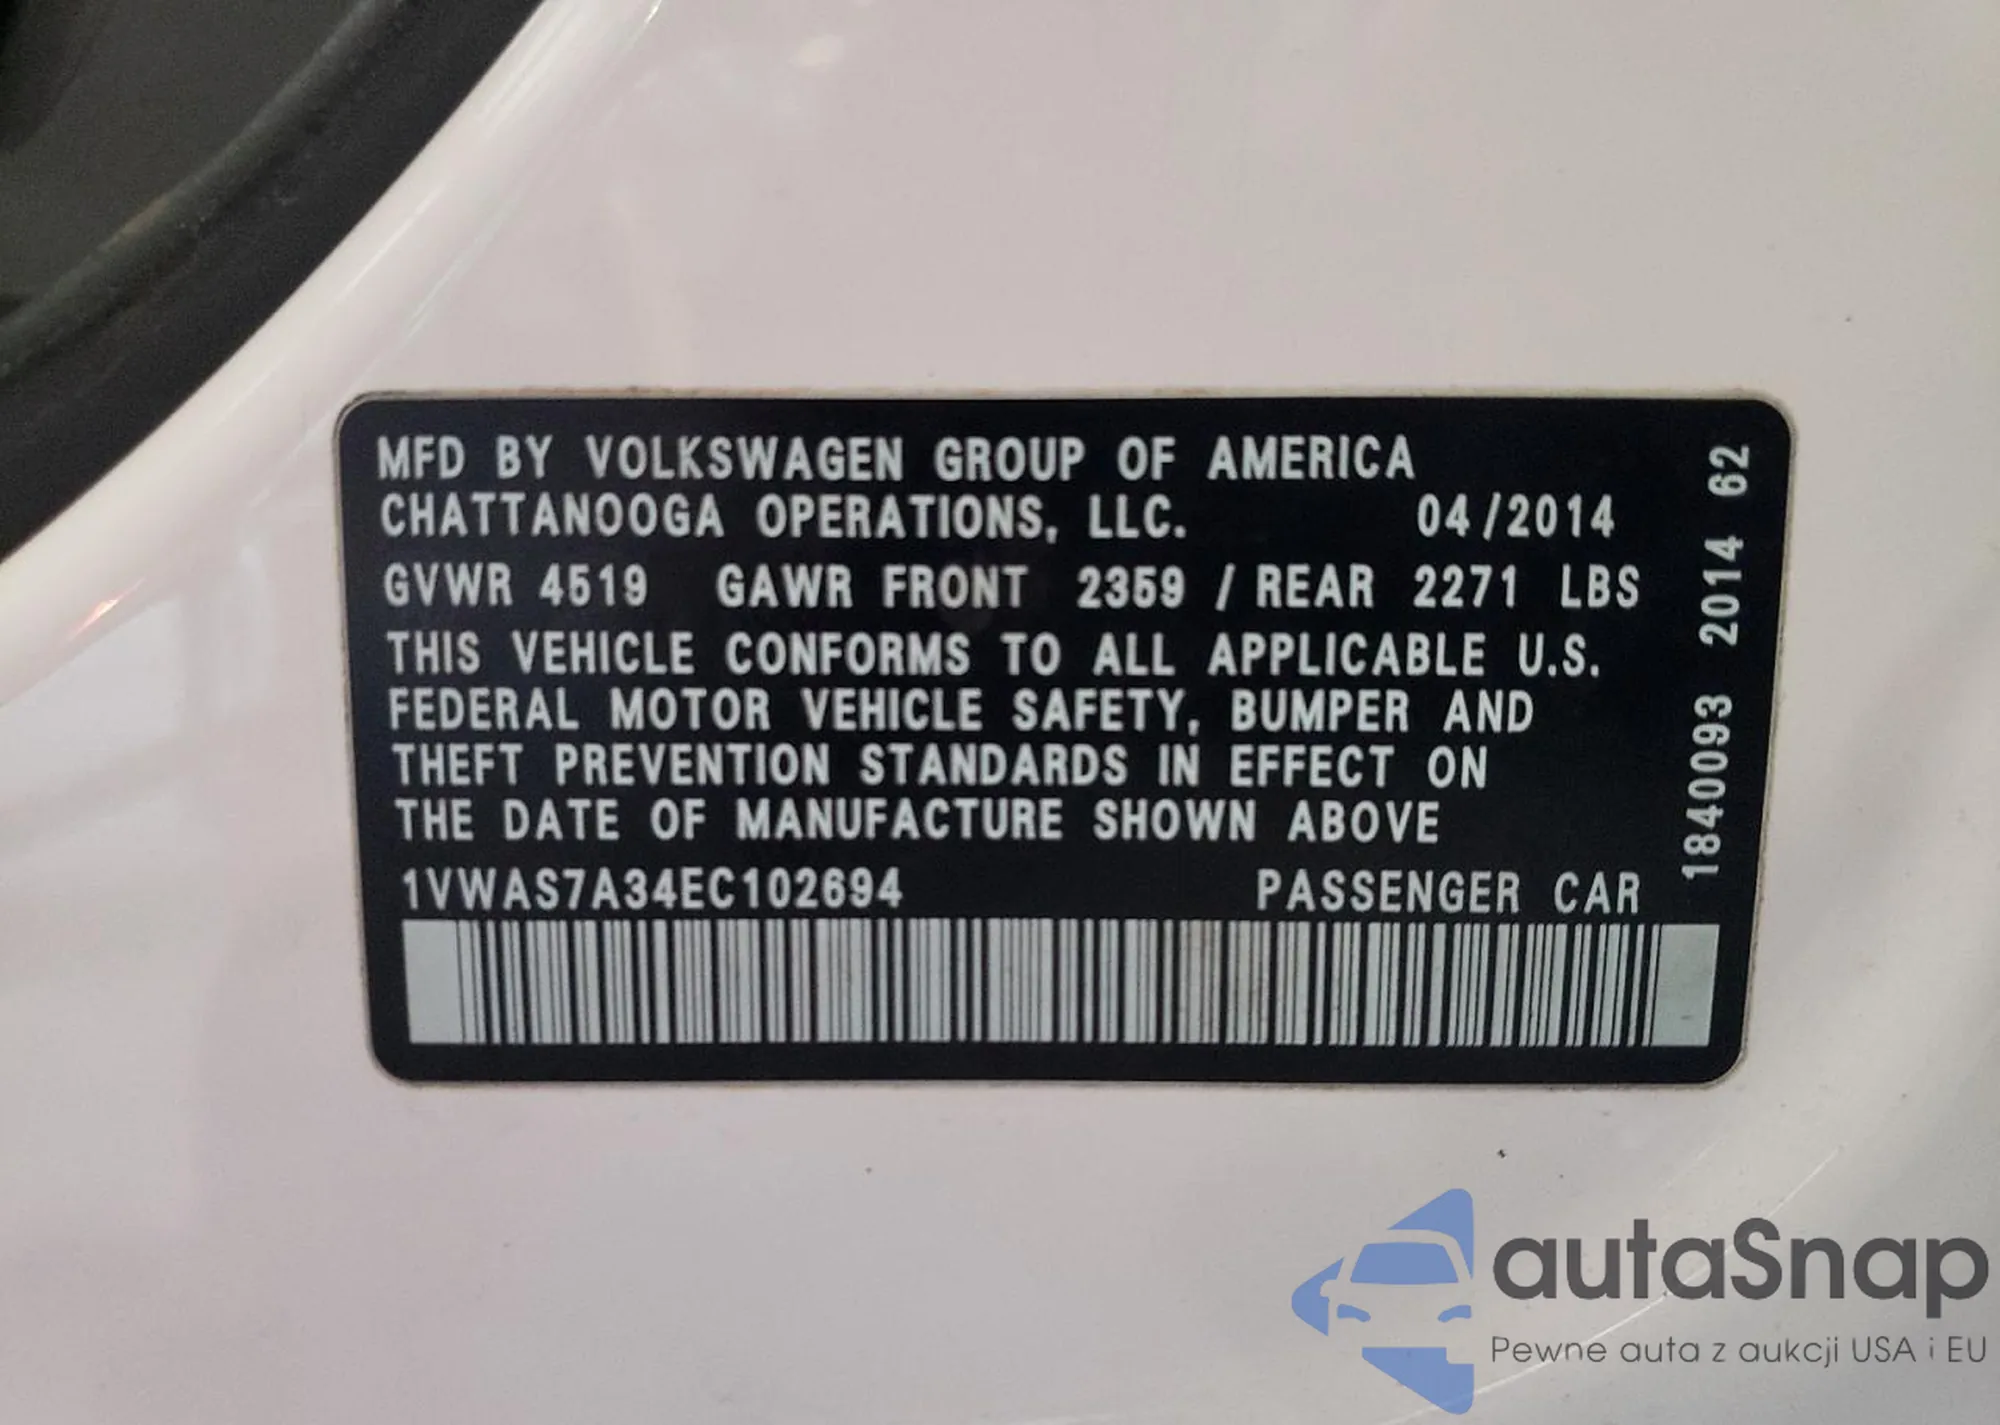 MFD BY VOLKSWAGEN GROUP OF AMERICA
CHATTANOOGA OPERATIONS, LLC. 04/2014
GVWR 4519 GAWR FRONT 2359 / REAR 2271 LBS
THIS VEHICLE CONFORMS TO ALL APPLICABLE U.S.
FEDERAL MOTOR VEHICLE SAFETY, BUMPER AND
THEFT PREVENTION STANDARDS IN EFFECT ON
THE DATE OF MANUFACTURE SHOWN ABOVE
1VWAS7A34EC102694 PASSENGER CAR
1840093 2014 62
autaSnap
Pewne auta z aukcji USA i EU